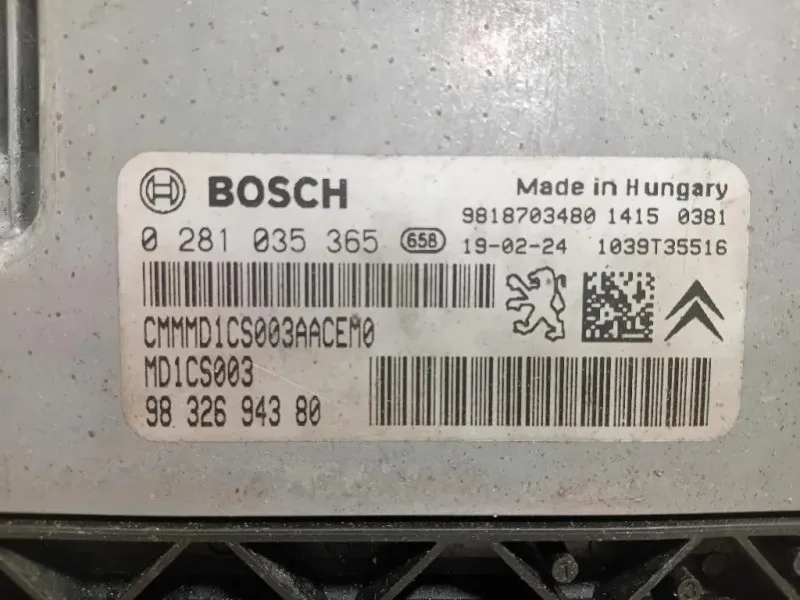 BOSCH
Made in Hungary
9818703480 1415 0381
0 281 035 365 658 19-02-24 1039T35516
CMMMD1CS003AACEM0
MD1CS003
98 326 943 80